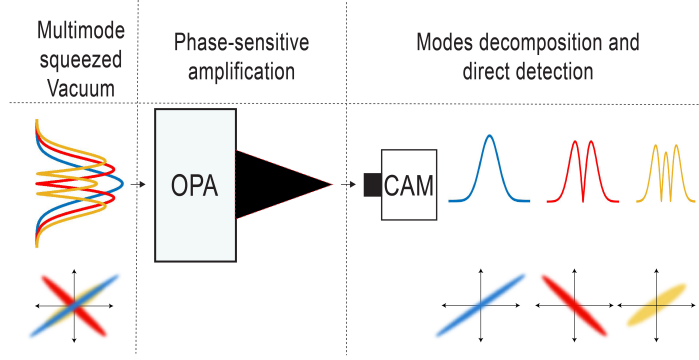 Multimode
squeezed
Vacuum
Phase-sensitive
amplification
Modes decomposition and
direct detection
OPA
CAM